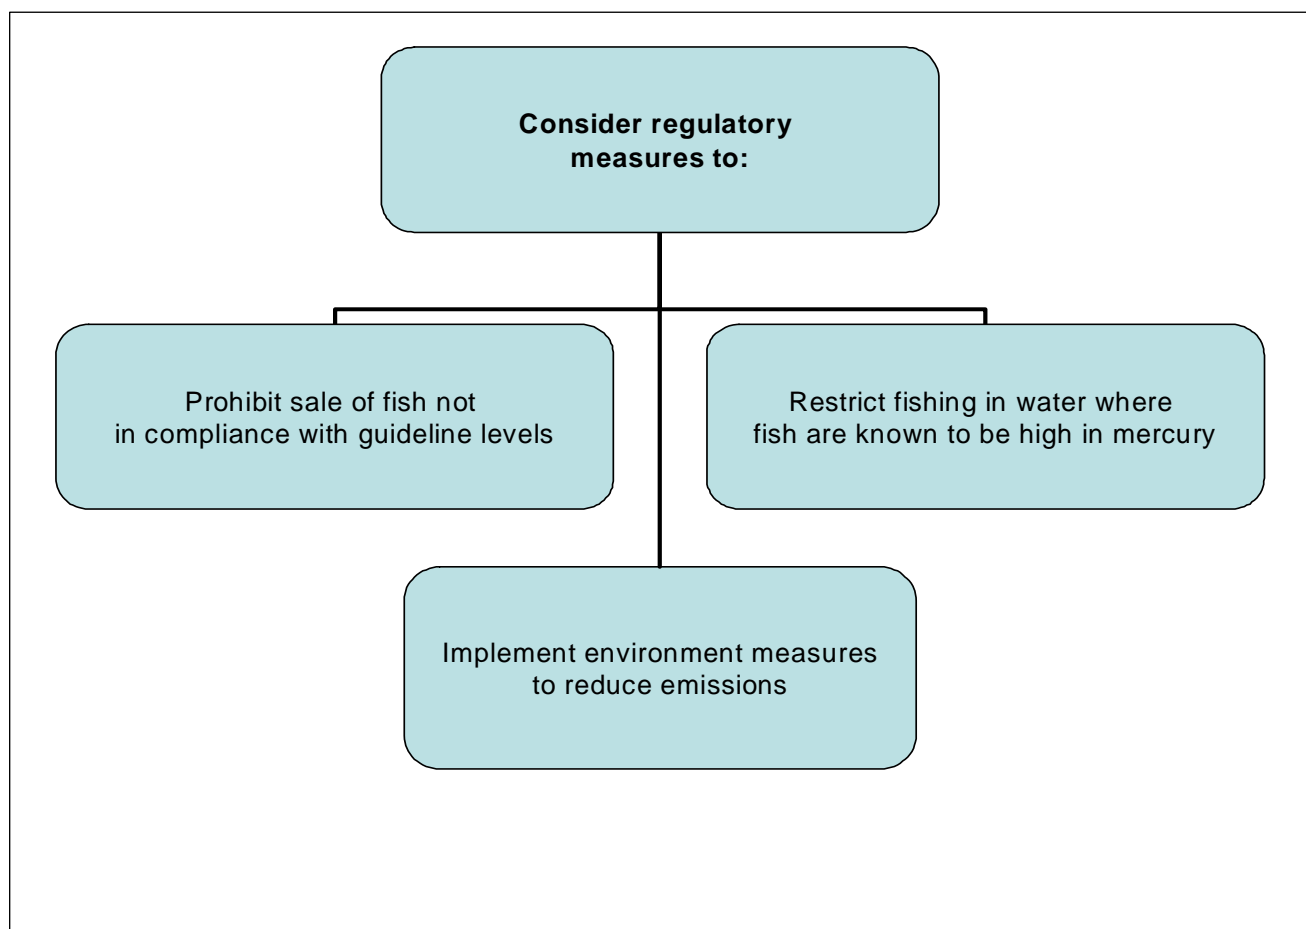 Consider regulatory
measures to:
Prohibit sale of fish not
in compliance with guideline levels
Restrict fishing in water where
fish are known to be high in mercury
Implement environment measures
to reduce emissions